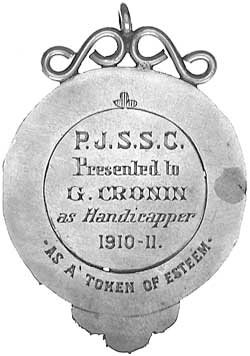 P.J.S.S.C.
Presented to
G. CRONIN
as Handicapper
1910-11.
· AS A TOKEN OF ESTEEM ·